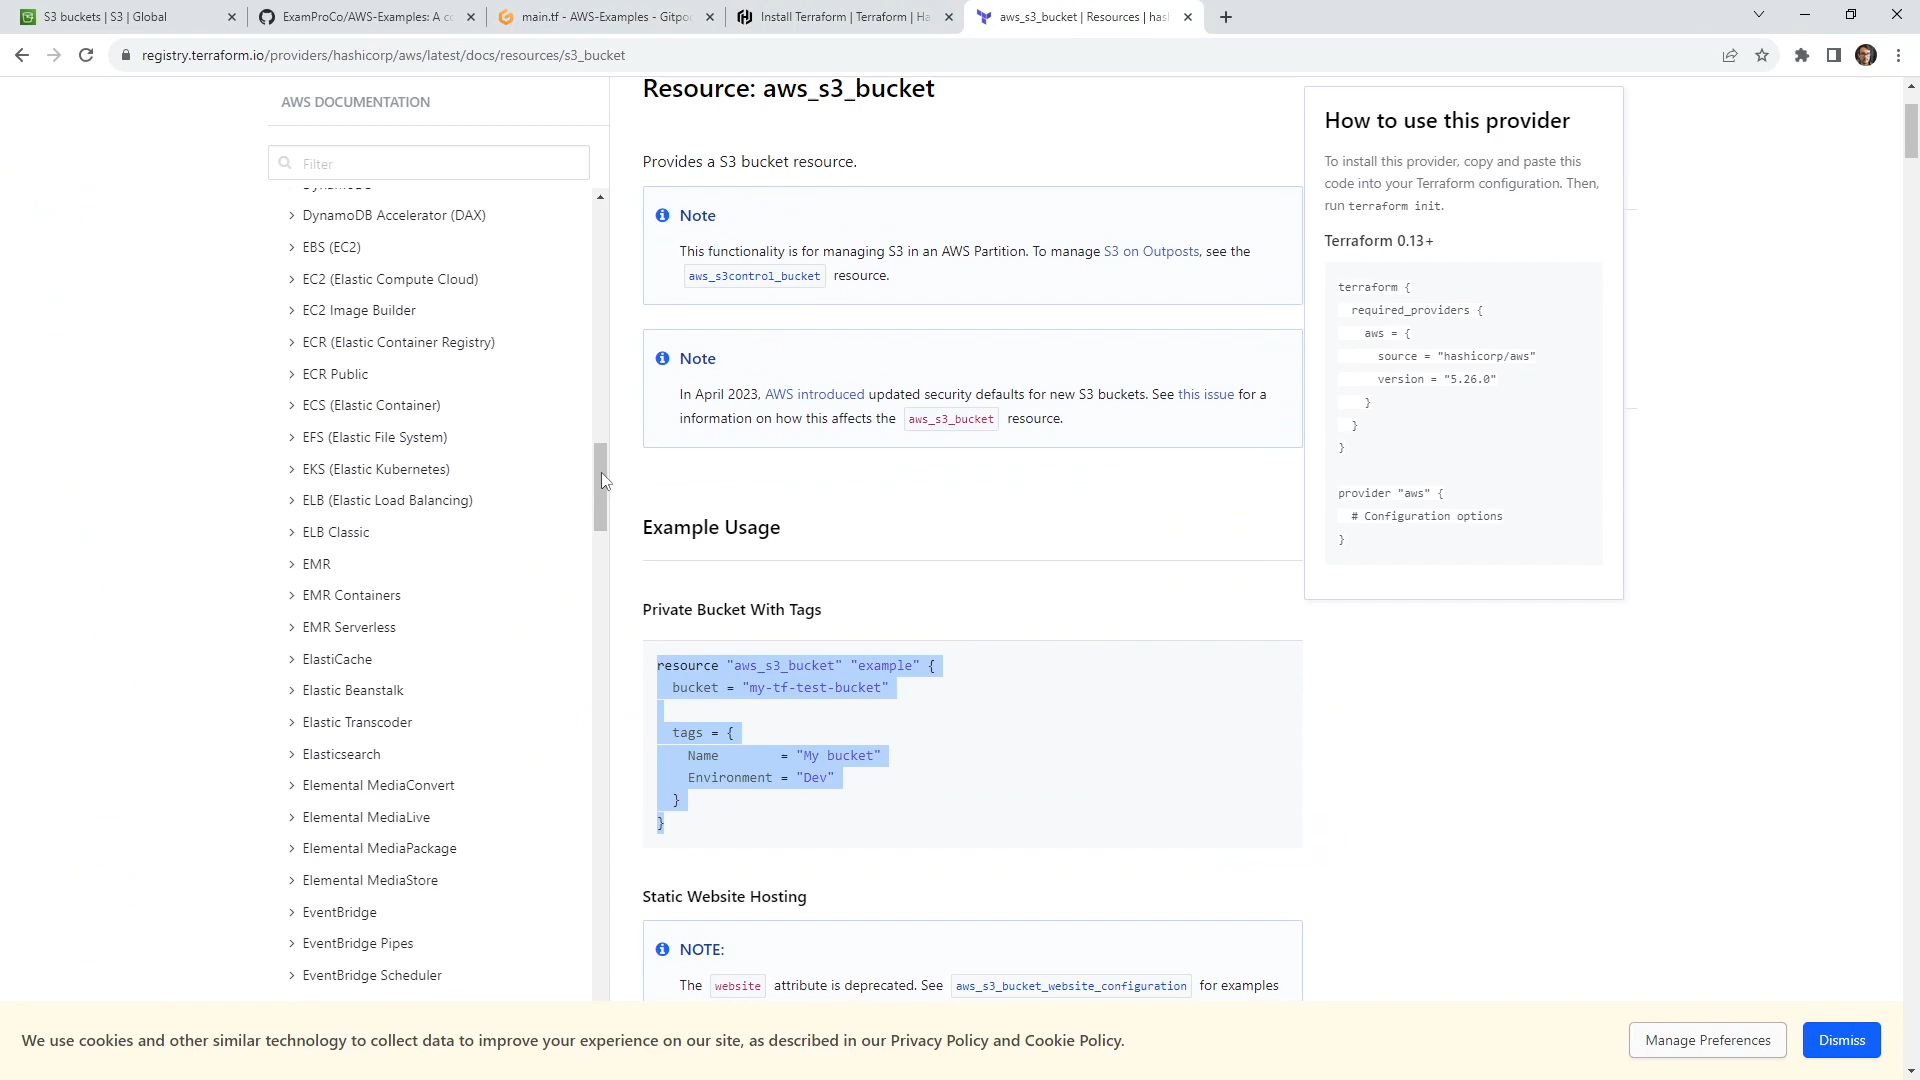 S3 buckets | S3 | Global
ExamProCo/AWS-Examples: A co
main.tf - AWS-Examples - Gitpod
Install Terraform | Terraform | Ha
aws_s3_bucket | Resources | hash
registry.terraform.io/providers/hashicorp/aws/latest/docs/resources/s3_bucket
AWS DOCUMENTATION
Filter
DynamoDB
DynamoDB Accelerator (DAX)
EBS (EC2)
EC2 (Elastic Compute Cloud)
EC2 Image Builder
ECR (Elastic Container Registry)
ECR Public
ECS (Elastic Container)
EFS (Elastic File System)
EKS (Elastic Kubernetes)
ELB (Elastic Load Balancing)
ELB Classic
EMR
EMR Containers
EMR Serverless
ElastiCache
Elastic Beanstalk
Elastic Transcoder
Elasticsearch
Elemental MediaConvert
Elemental MediaLive
Elemental MediaPackage
Elemental MediaStore
EventBridge
EventBridge Pipes
EventBridge Scheduler
Resource: aws_s3_bucket
Provides a S3 bucket resource.
Note
This functionality is for managing S3 in an AWS Partition. To manage S3 on Outposts, see the
aws_s3control_bucket resource.
Note
In April 2023, AWS introduced updated security defaults for new S3 buckets. See this issue for a
information on how this affects the aws_s3_bucket resource.
Example Usage
Private Bucket With Tags
resource "aws_s3_bucket" "example" {
bucket = "my-tf-test-bucket"
tags = {
Name = "My bucket"
Environment = "Dev"
}
}
Static Website Hosting
NOTE:
The website attribute is deprecated. See aws_s3_bucket_website_configuration for examples
How to use this provider
To install this provider, copy and paste this
code into your Terraform configuration. Then,
run terraform init.
Terraform 0.13+
terraform {
required_providers {
aws = {
source = "hashicorp/aws"
version = "5.26.0"
}
}
}
provider "aws" {
# Configuration options
}
We use cookies and other similar technology to collect data to improve your experience on our site, as described in our Privacy Policy and Cookie Policy.
Manage Preferences
Dismiss